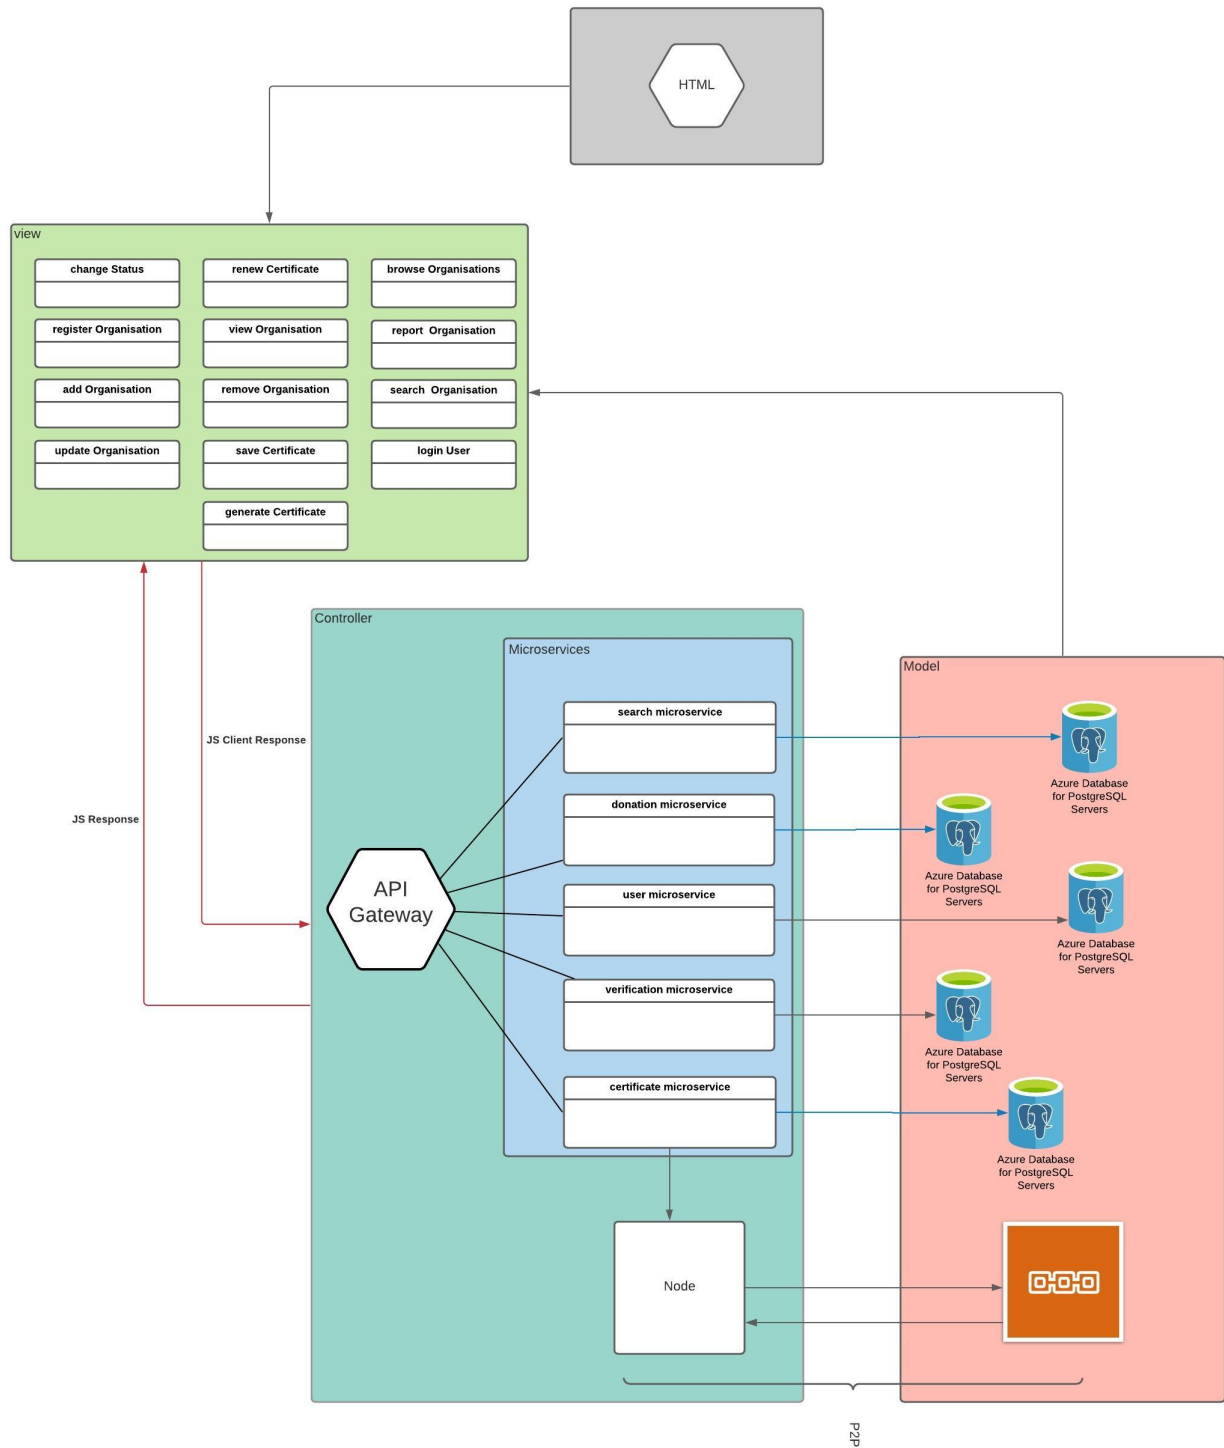 HTML
view
change Status
renew Certificate
browse Organisations
register Organisation
view Organisation
report  Organisation
add Organisation
remove Organisation
search  Organisation
update Organisation
save Certificate
login User
generate Certificate
JS Client Response
JS Response
Controller
Microservices
API
Gateway
search microservice
donation microservice
user microservice
verification microservice
certificate microservice
Node
Model
Azure Database
for PostgreSQL
Servers
Azure Database
for PostgreSQL
Servers
Azure Database
for PostgreSQL
Servers
Azure Database
for PostgreSQL
Servers
Azure Database
for PostgreSQL
Servers
P2P